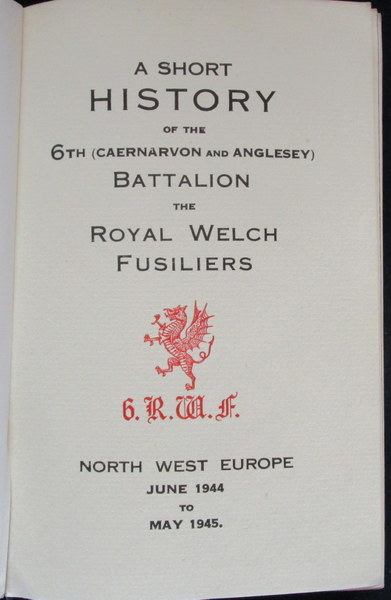 A SHORT
HISTORY
OF THE
6TH (CAERNARVON AND ANGLESEY)
BATTALION
THE
ROYAL WELCH
FUSILIERS
6. R.W.F.
NORTH WEST EUROPE
JUNE 1944
TO
MAY 1945.